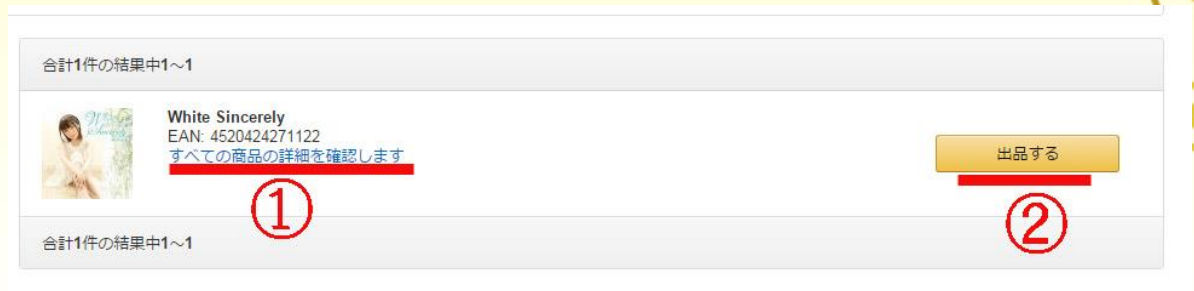 合計1件の結果中1～1
White Sincerely
EAN: 4520424271122
すべての商品の詳細を確認します
出品する
①
②
合計1件の結果中1～1